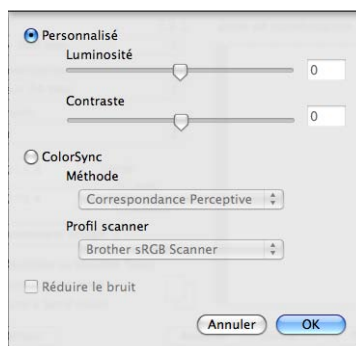 Personnalisé
Luminosité
0
Contraste
0
ColorSync
Méthode
Correspondance Perceptive
Profil scanner
Brother sRGB Scanner
Réduire le bruit
Annuler OK